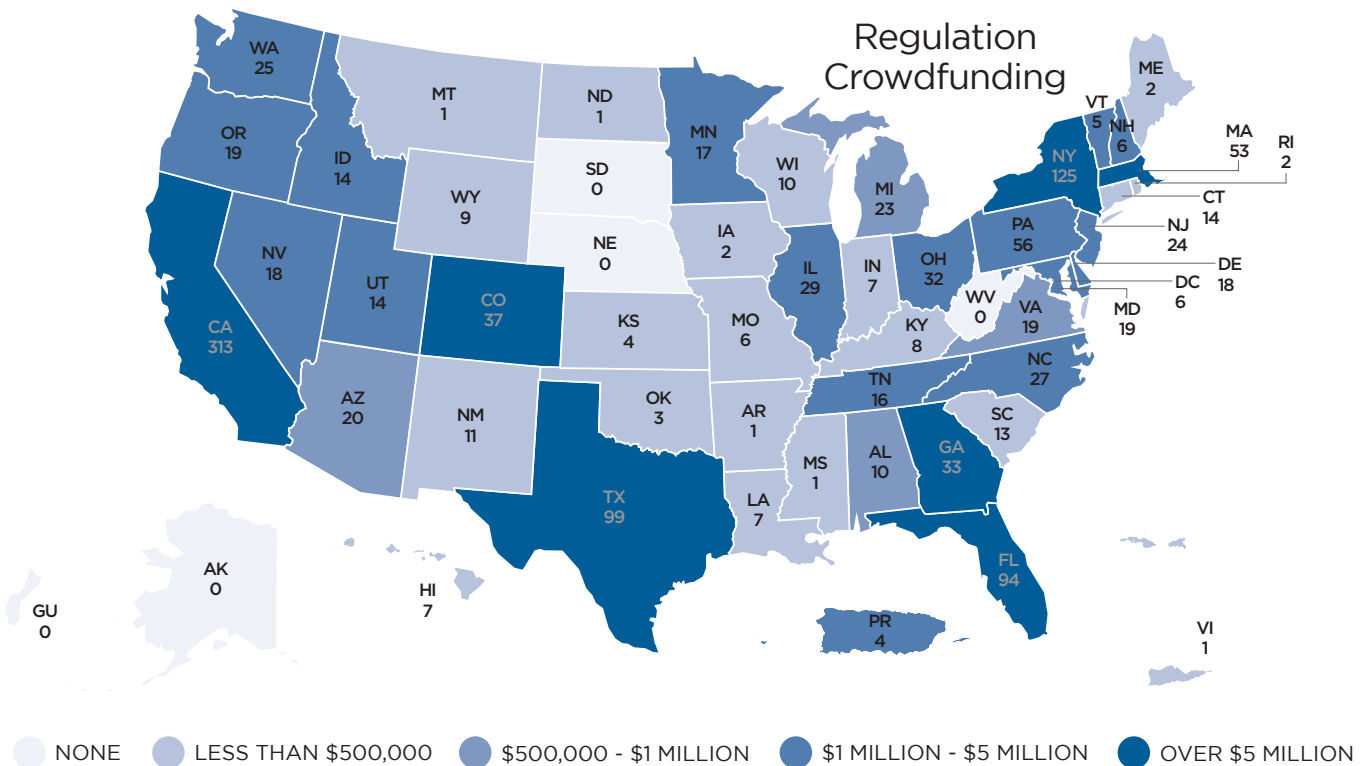 Regulation
Crowdfunding
WA
25
MT
1
ND
1
ME
2
VT
5
NH
6
MA
53
RI
2
OR
19
ID
14
MN
17
WI
10
NY
125
SD
0
WY
9
MI
23
CT
14
NJ
24
IA
2
PA
56
NE
0
NV
18
UT
14
IL
29
IN
7
OH
32
DE
18
DC
6
MD
19
WV
0
VA
19
CO
37
CA
313
KS
4
MO
6
KY
8
NC
27
TN
16
AZ
20
NM
11
OK
3
AR
1
SC
13
MS
1
AL
10
GA
33
TX
99
LA
7
FL
94
AK
0
HI
7
GU
0
PR
4
VI
1
NONE
LESS THAN $500,000
$500,000 - $1 MILLION
$1 MILLION - $5 MILLION
OVER $5 MILLION